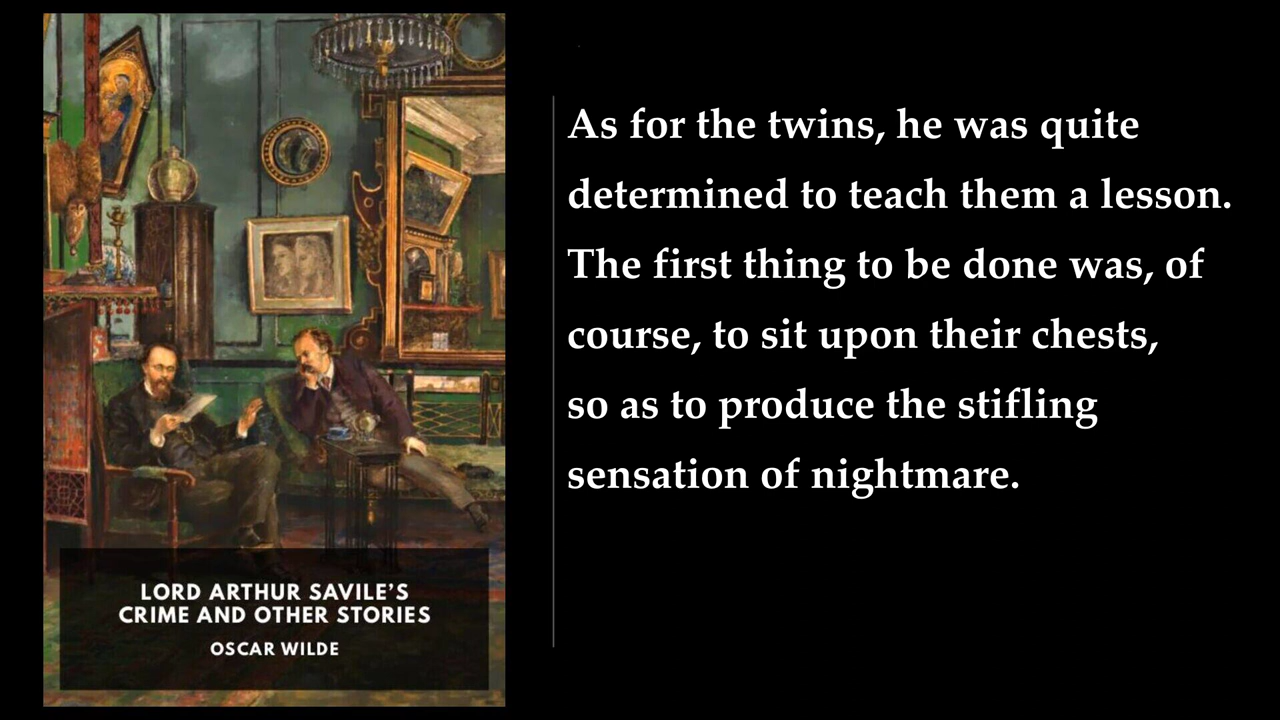 LORD ARTHUR SAVILE’S
CRIME AND OTHER STORIES
OSCAR WILDE
As for the twins, he was quite
determined to teach them a lesson.
The first thing to be done was, of
course, to sit upon their chests,
so as to produce the stifling
sensation of nightmare.